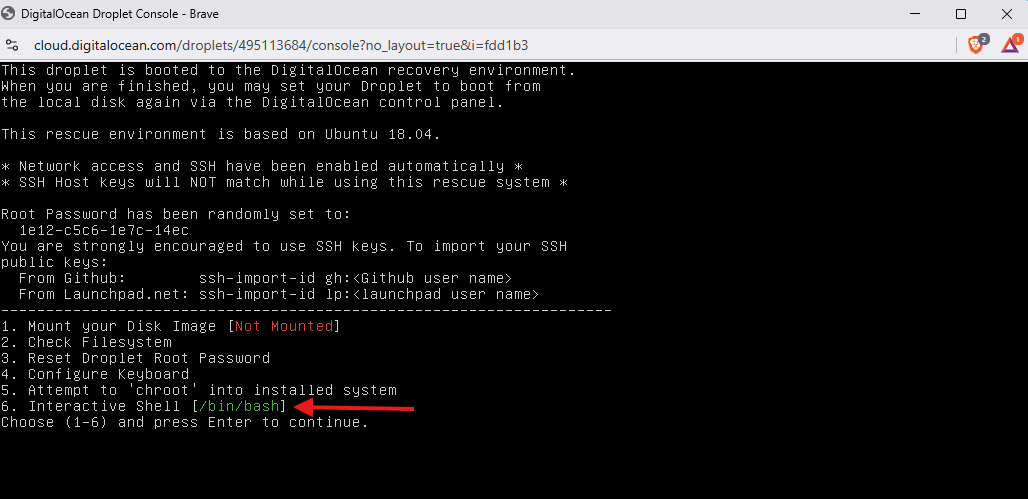 DigitalOcean Droplet Console - Brave
cloud.digitalocean.com/droplets/495113684/console?no_layout=true&i=fdd1b3
2
1
This droplet is booted to the DigitalOcean recovery environment.
When you are finished, you may set your Droplet to boot from
the local disk again via the DigitalOcean control panel.
This rescue environment is based on Ubuntu 18.04.
* Network access and SSH have been enabled automatically *
* SSH Host keys will NOT match while using this rescue system *
Root Password has been randomly set to:
1e12-c5c6-1e7c-14ec
You are strongly encouraged to use SSH keys. To import your SSH
public keys:
From Github: ssh-import-id gh:<Github user name>
From Launchpad.net: ssh-import-id lp:<launchpad user name>
--------------------------------------------------------------------
1. Mount your Disk Image [Not Mounted]
2. Check Filesystem
3. Reset Droplet Root Password
4. Configure Keyboard
5. Attempt to 'chroot' into installed system
6. Interactive Shell [/bin/bash]
Choose (1-6) and press Enter to continue.